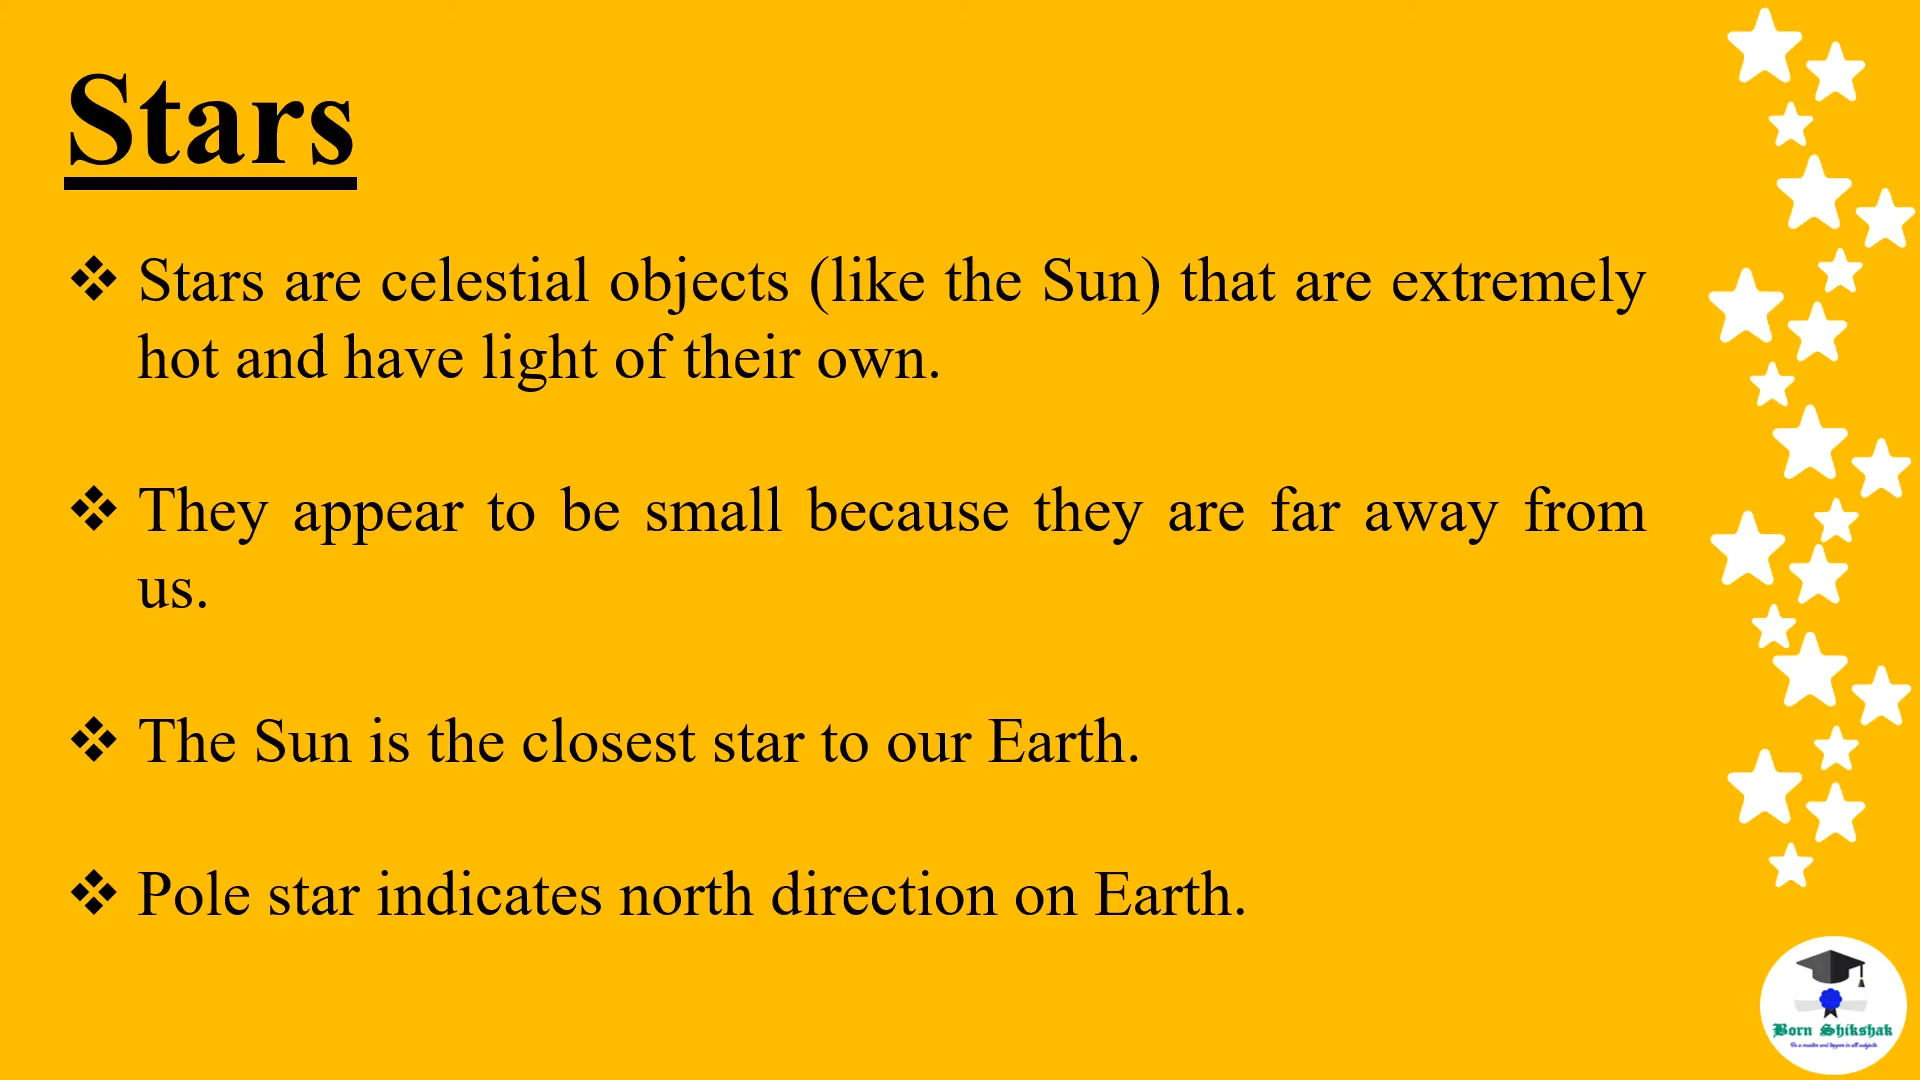 Stars
❖ Stars are celestial objects (like the Sun) that are extremely
hot and have light of their own.
❖ They appear to be small because they are far away from
us.
❖ The Sun is the closest star to our Earth.
❖ Pole star indicates north direction on Earth.
Born Shikshak